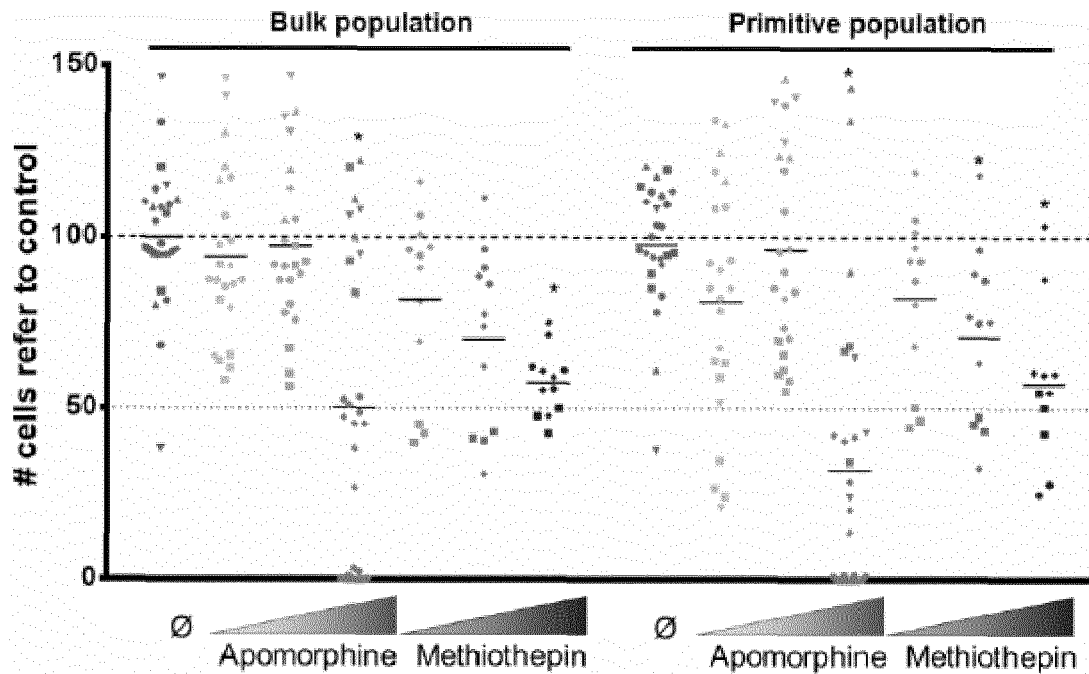 Bulk population Primitive population
150
100
50
0
# cells refer to control
Ø Ø
Apomorphine Methiothepin Apomorphine Methiothepin